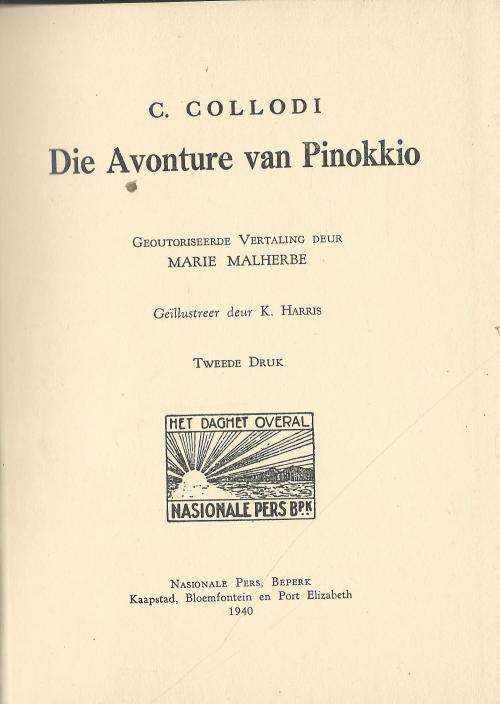 C. COLLODI
Die Avonture van Pinokkio
GEOUTORISEERDE VERTALING DEUR
MARIE MALHERBE
Geïllustreer deur K. HARRIS
TWEEDE DRUK
HET DAGHET OVERAL
NASIONALE PERS BPK
NASIONALE PERS, BEPERK
Kaapstad, Bloemfontein en Port Elizabeth
1940